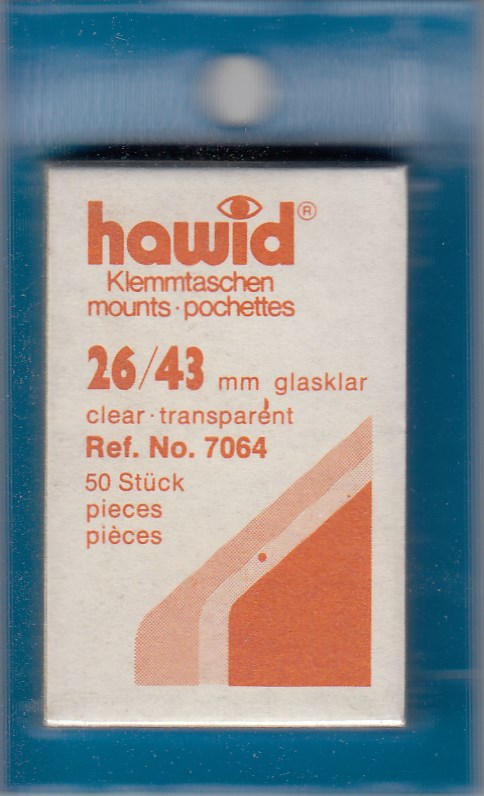 hawid®
Klemmtaschen
mounts · pochettes
26/43 mm glasklar
clear · transparent
Ref. No. 7064
50 Stück
pieces
pièces